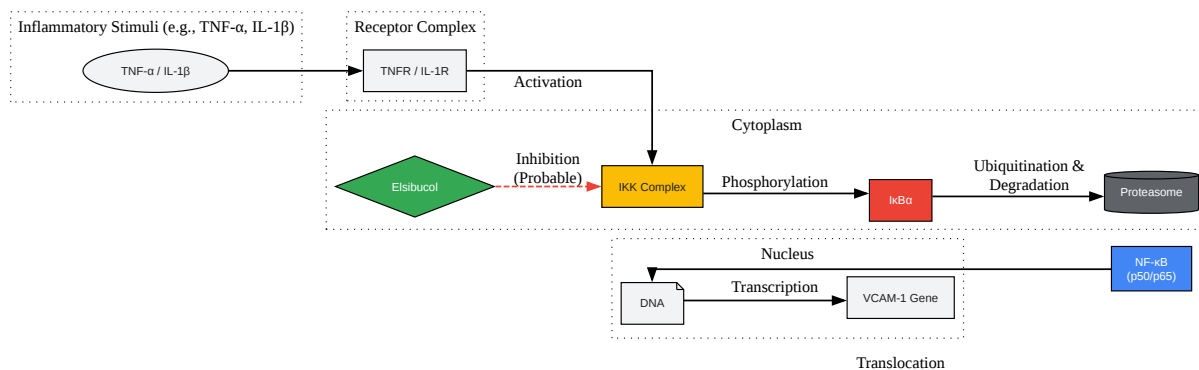 Inflammatory Stimuli (e.g., TNF-α, IL-1β)
TNF-α / IL-1β
Receptor Complex
TNFR / IL-1R
Activation
Cytoplasm
Elsibucol
Inhibition
(Probable)
IKK Complex
Phosphorylation
IκBα
Ubiquitination &
Degradation
Proteasome
Nucleus
NF-κB
(p50/p65)
DNA
Transcription
VCAM-1 Gene
Translocation